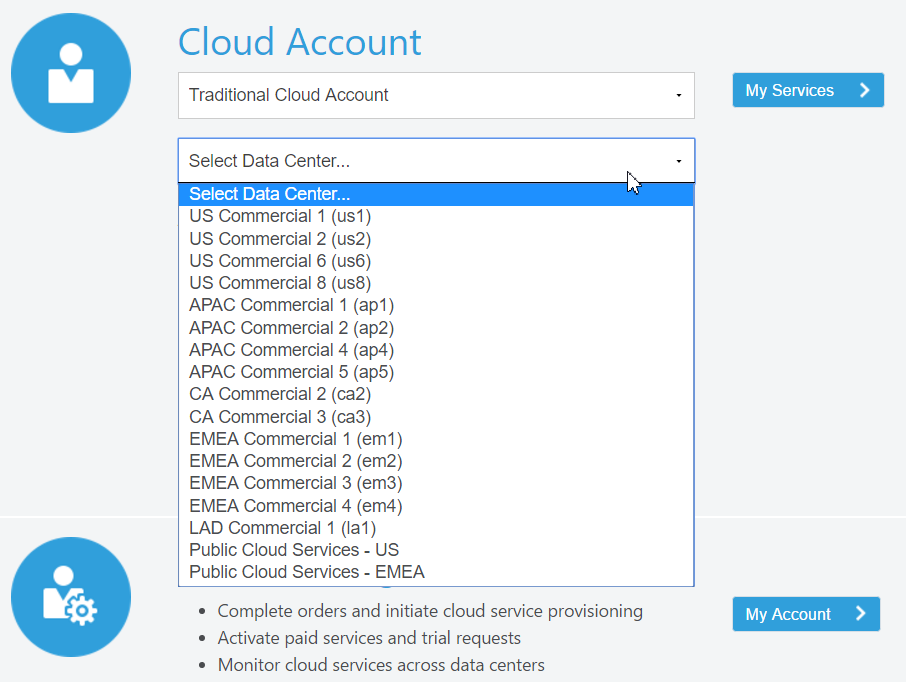 Cloud Account
Traditional Cloud Account
My Services
Select Data Center...
Select Data Center...
US Commercial 1 (us1)
US Commercial 2 (us2)
US Commercial 6 (us6)
US Commercial 8 (us8)
APAC Commercial 1 (ap1)
APAC Commercial 2 (ap2)
APAC Commercial 4 (ap4)
APAC Commercial 5 (ap5)
CA Commercial 2 (ca2)
CA Commercial 3 (ca3)
EMEA Commercial 1 (em1)
EMEA Commercial 2 (em2)
EMEA Commercial 3 (em3)
EMEA Commercial 4 (em4)
LAD Commercial 1 (la1)
Public Cloud Services - US
Public Cloud Services - EMEA
• Complete orders and initiate cloud service provisioning
My Account
• Activate paid services and trial requests
• Monitor cloud services across data centers